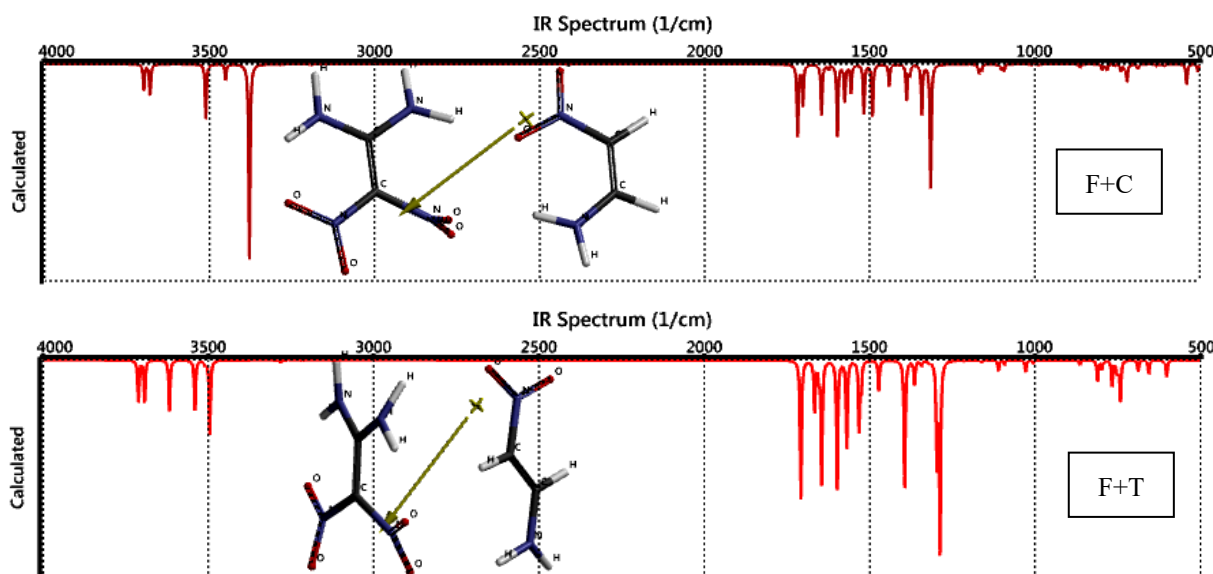 IR Spectrum (1/cm)
4000 3500 3000 2500 2000 1500 1000 500
Calculated
H H
N N H N H
H O
C C H
O N N O H N
O O H
F+C
IR Spectrum (1/cm)
4000 3500 3000 2500 2000 1500 1000 500
Calculated
H O N O
N H
H C H H
O C O
O O H N H
F+T